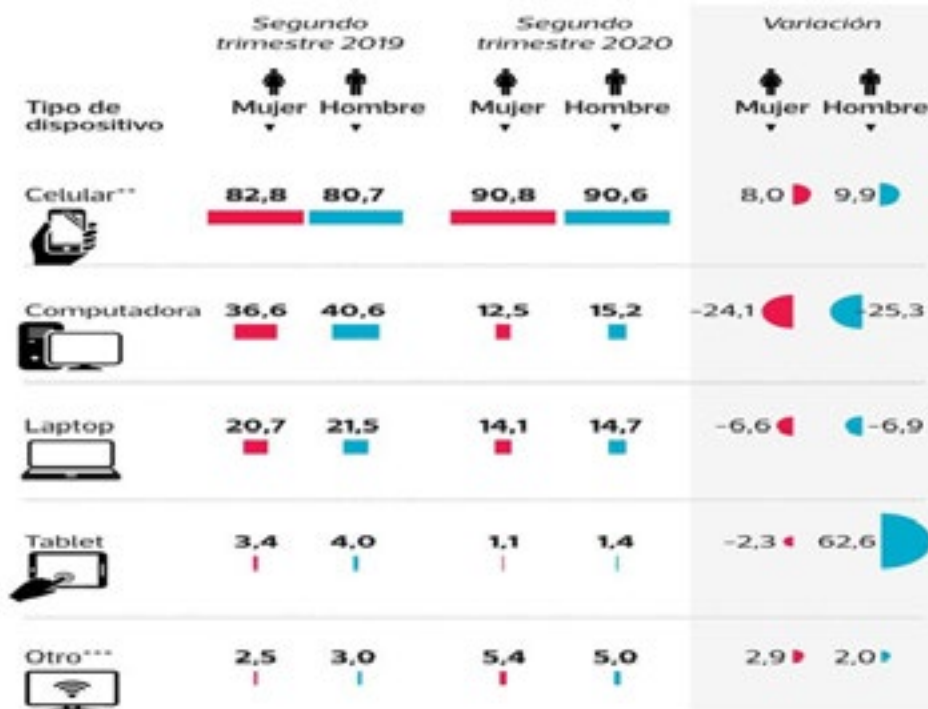 Segundo trimestre 2019
Segundo trimestre 2020
Variación
Tipo de dispositivo
Mujer Hombre Mujer Hombre Mujer Hombre
Celular** 82,8 80,7 90,8 90,6 8,0 9,9
Computadora 36,6 40,6 12,5 15,2 -24,1 -25,3
Laptop 20,7 21,5 14,1 14,7 -6,6 -6,9
Tablet 3,4 4,0 1,1 1,4 -2,3 62,6
Otro*** 2,5 3,0 5,4 5,0 2,9 2,0